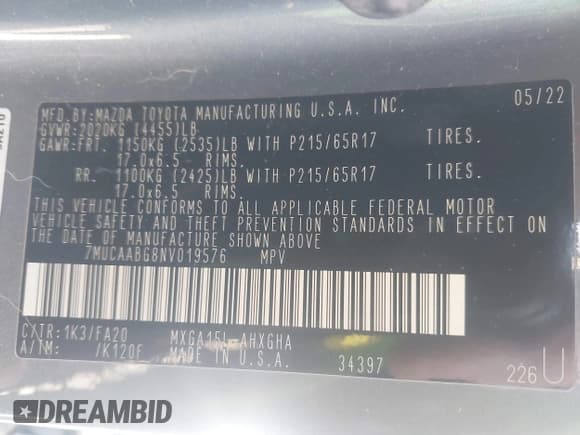 MFD.BY:MAZDA TOYOTA MANUFACTURING U.S.A. INC. 05/22
GVWR:2020KG (4455)LB
GAWR:FRT. 1150KG (2535)LB WITH P215/65R17 TIRES.
17.0x6.5 RIMS.
RR. 1100KG (2425)LB WITH P215/65R17 TIRES.
17.0x6.5 RIMS.
THIS VEHICLE CONFORMS TO ALL APPLICABLE FEDERAL MOTOR
VEHICLE SAFETY AND THEFT PREVENTION STANDARDS IN EFFECT ON
THE DATE OF MANUFACTURE SHOWN ABOVE
7MUCAABG8NV019576 MPV
C/TR:1K3/FA20 MXGA15L-AHXGHA
A/TM: /K120F MADE IN U.S.A. 34397 226U
DREAMBID